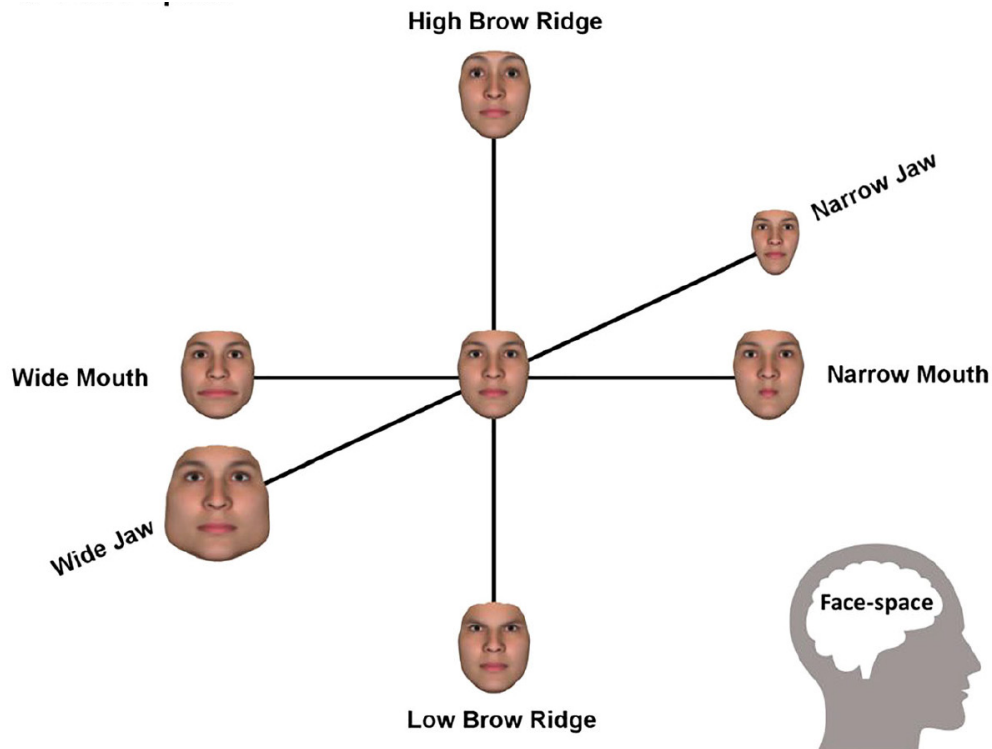 High Brow Ridge
Narrow Jaw
Wide Mouth
Narrow Mouth
Wide Jaw
Face-space
Low Brow Ridge